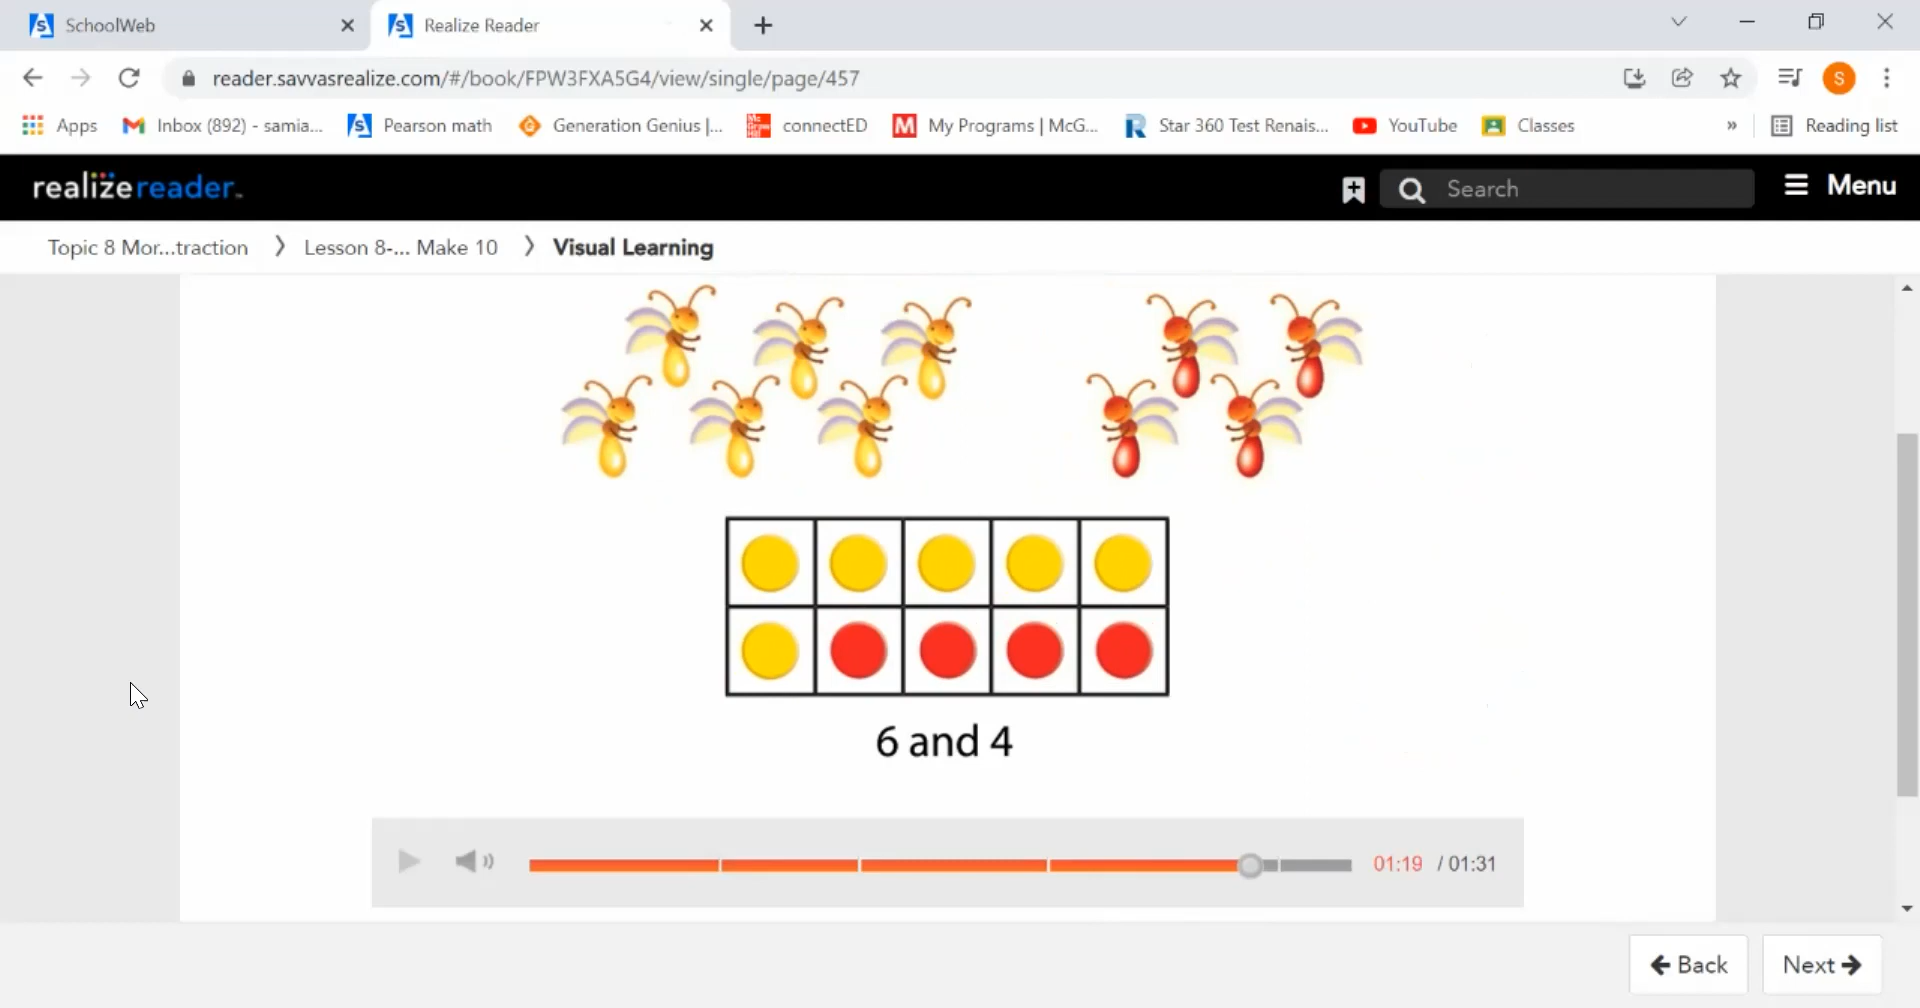 SchoolWeb
Realize Reader
reader.savvasrealize.com/#/book/FPW3FXA5G4/view/single/page/457
S
Apps Inbox (892) - samia... Pearson math Generation Genius |... connectED My Programs | McG... Star 360 Test Renais... YouTube Classes » Reading list
realizereader™ Search Menu
Topic 8 Mor...traction > Lesson 8-... Make 10 > Visual Learning
6 and 4
01:19 / 01:31
Back Next